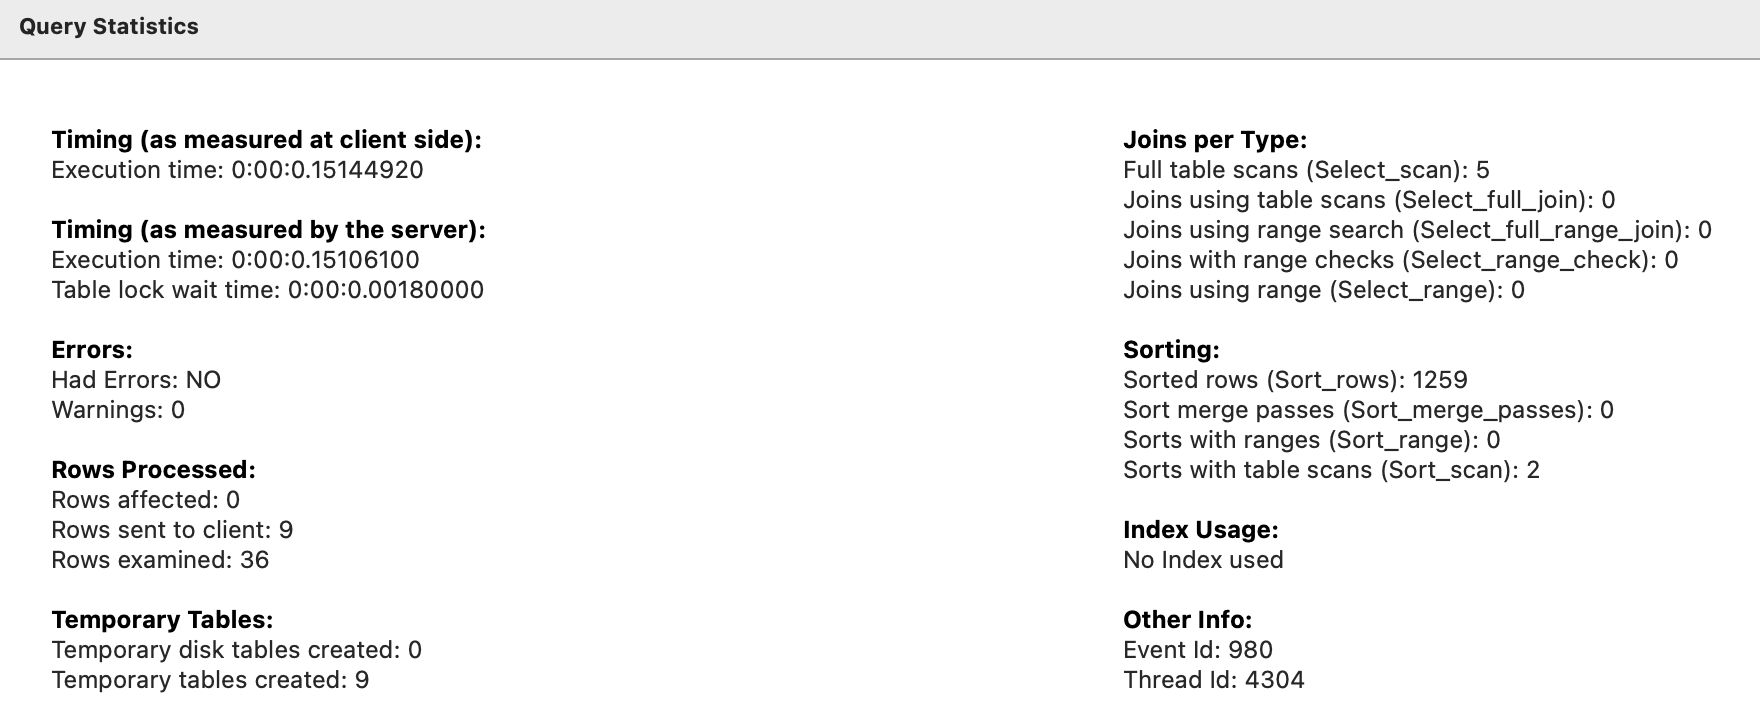 Query Statistics
Timing (as measured at client side):
Execution time: 0:00:0.15144920
Timing (as measured by the server):
Execution time: 0:00:0.15106100
Table lock wait time: 0:00:0.00180000
Errors:
Had Errors: NO
Warnings: 0
Rows Processed:
Rows affected: 0
Rows sent to client: 9
Rows examined: 36
Temporary Tables:
Temporary disk tables created: 0
Temporary tables created: 9
Joins per Type:
Full table scans (Select_scan): 5
Joins using table scans (Select_full_join): 0
Joins using range search (Select_full_range_join): 0
Joins with range checks (Select_range_check): 0
Joins using range (Select_range): 0
Sorting:
Sorted rows (Sort_rows): 1259
Sort merge passes (Sort_merge_passes): 0
Sorts with ranges (Sort_range): 0
Sorts with table scans (Sort_scan): 2
Index Usage:
No Index used
Other Info:
Event Id: 980
Thread Id: 4304